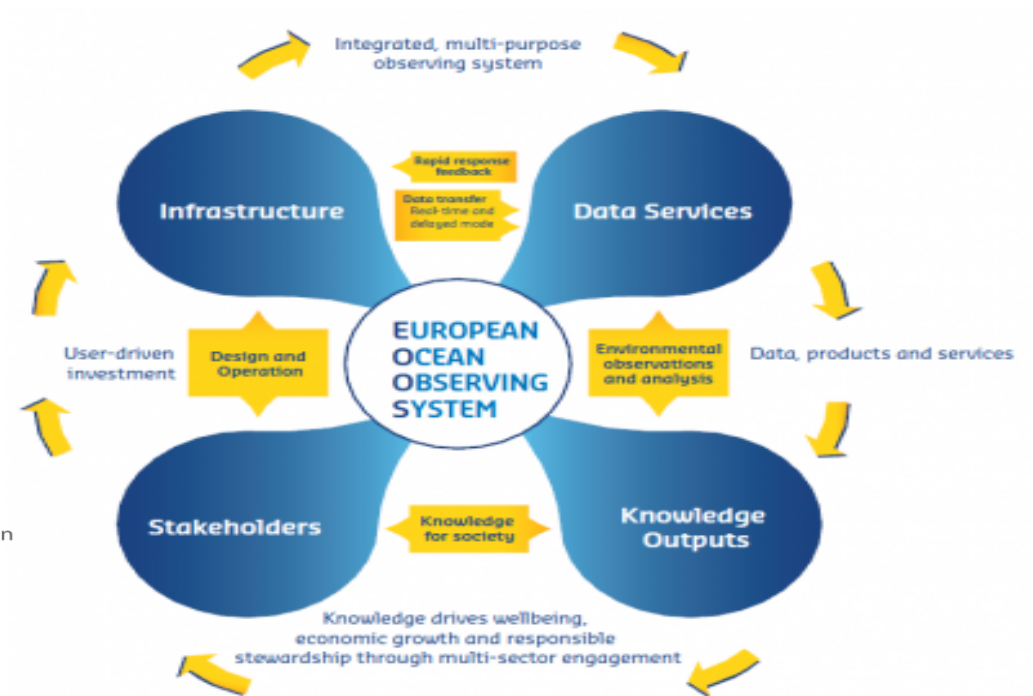 Integrated, multi-purpose
observing system
Rapid response
feedback
Infrastructure
Data transfer
Real-time and
delayed mode
Data Services
User-driven
investment
Design and
Operation
EUROPEAN
OCEAN
OBSERVING
SYSTEM
Environmental
observations
and analysis
Data, products and services
n
Stakeholders
Knowledge
for society
Knowledge
Outputs
Knowledge drives wellbeing,
economic growth and responsible
stewardship through multi-sector engagement